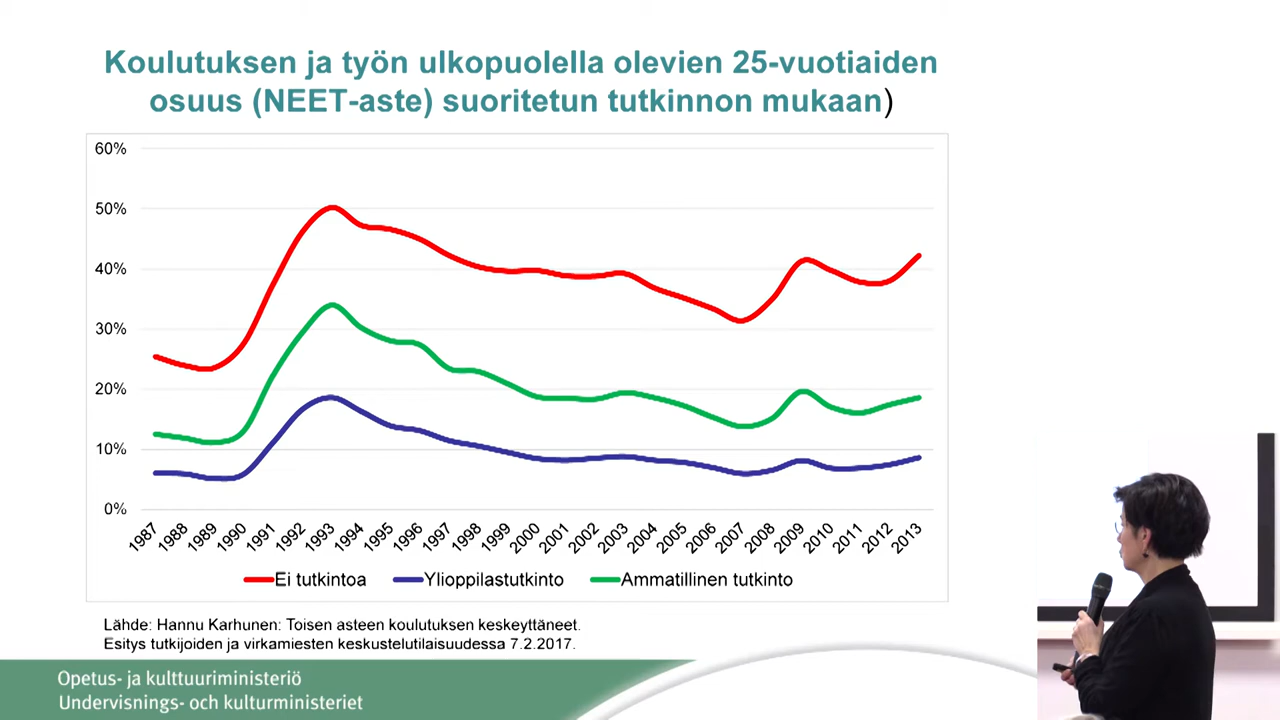 Koulutuksen ja työn ulkopuolella olevien 25-vuotiaiden
osuus (NEET-aste) suoritetun tutkinnon mukaan)
60%
50%
40%
30%
20%
10%
0%
1987 1988 1989 1990 1991 1992 1993 1994 1995 1996 1997 1998 1999 2000 2001 2002 2003 2004 2005 2006 2007 2008 2009 2010 2011 2012 2013
Ei tutkintoa Ylioppilastutkinto Ammatillinen tutkinto
Lähde: Hannu Karhunen: Toisen asteen koulutuksen keskeyttäneet.
Esitys tutkijoiden ja virkamiesten keskustelutilaisuudessa 7.2.2017.
Opetus- ja kulttuuriministeriö
Undervisnings- och kulturministeriet